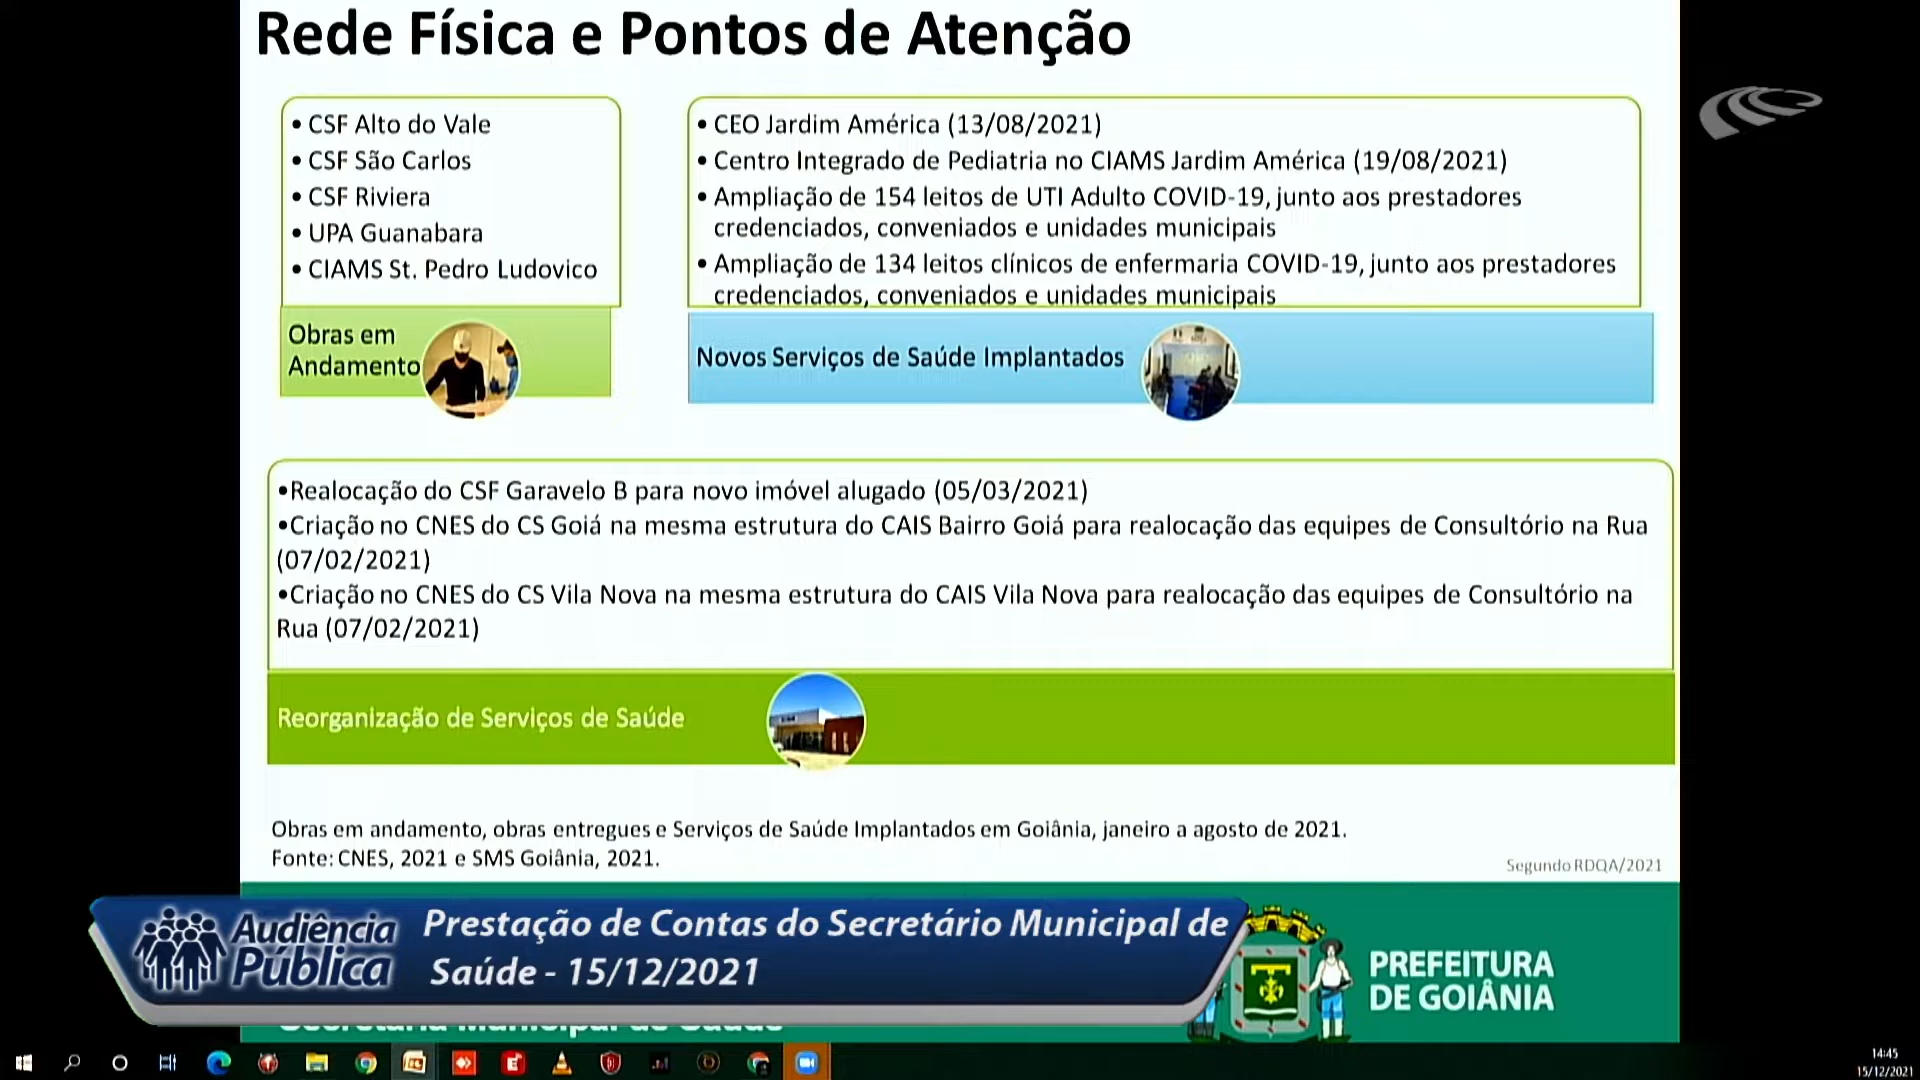 Rede Física e Pontos de Atenção
• CSF Alto do Vale
• CSF São Carlos
• CSF Riviera
• UPA Guanabara
• CIAMS St. Pedro Ludovico
Obras em
Andamento
• CEO Jardim América (13/08/2021)
• Centro Integrado de Pediatria no CIAMS Jardim América (19/08/2021)
• Ampliação de 154 leitos de UTI Adulto COVID-19, junto aos prestadores
credenciados, conveniados e unidades municipais
• Ampliação de 134 leitos clínicos de enfermaria COVID-19, junto aos prestadores
credenciados, conveniados e unidades municipais
Novos Serviços de Saúde Implantados
•Realocação do CSF Garavelo B para novo imóvel alugado (05/03/2021)
•Criação no CNES do CS Goiá na mesma estrutura do CAIS Bairro Goiá para realocação das equipes de Consultório na Rua
(07/02/2021)
•Criação no CNES do CS Vila Nova na mesma estrutura do CAIS Vila Nova para realocação das equipes de Consultório na
Rua (07/02/2021)
Reorganização de Serviços de Saúde
Obras em andamento, obras entregues e Serviços de Saúde Implantados em Goiânia, janeiro a agosto de 2021.
Fonte: CNES, 2021 e SMS Goiânia, 2021.
Segundo RDQA/2021
Audiência
Pública
Prestação de Contas do Secretário Municipal de
Saúde - 15/12/2021
PREFEITURA
DE GOIÂNIA
14:45
15/12/2021